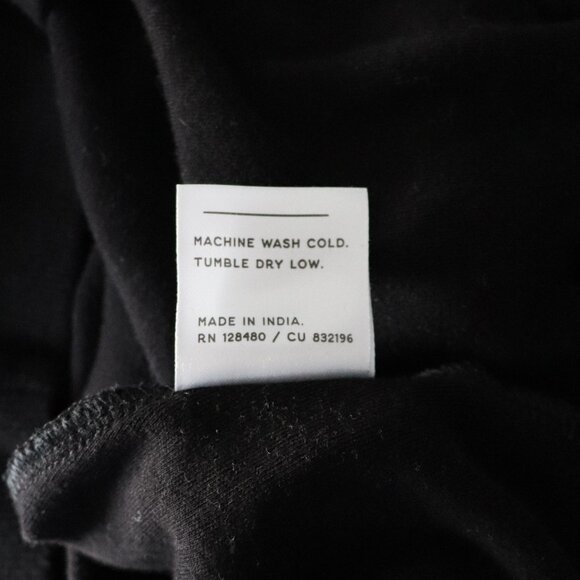 MACHINE WASH COLD.
TUMBLE DRY LOW.
MADE IN INDIA.
RN 128480 / CU 832196